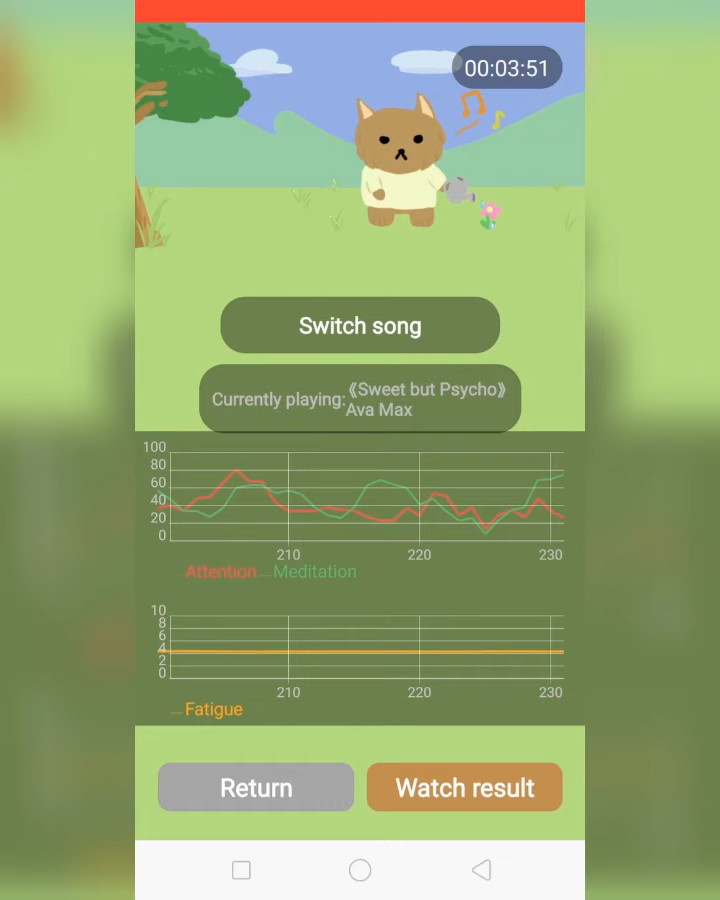 00:03:51
Switch song
Currently playing:《Sweet but Psycho》
Ava Max
100
80
60
40
20
0
210 220 230
Attention Meditation
10
8
6
4
2
0
210 220 230
Fatigue
Return Watch result